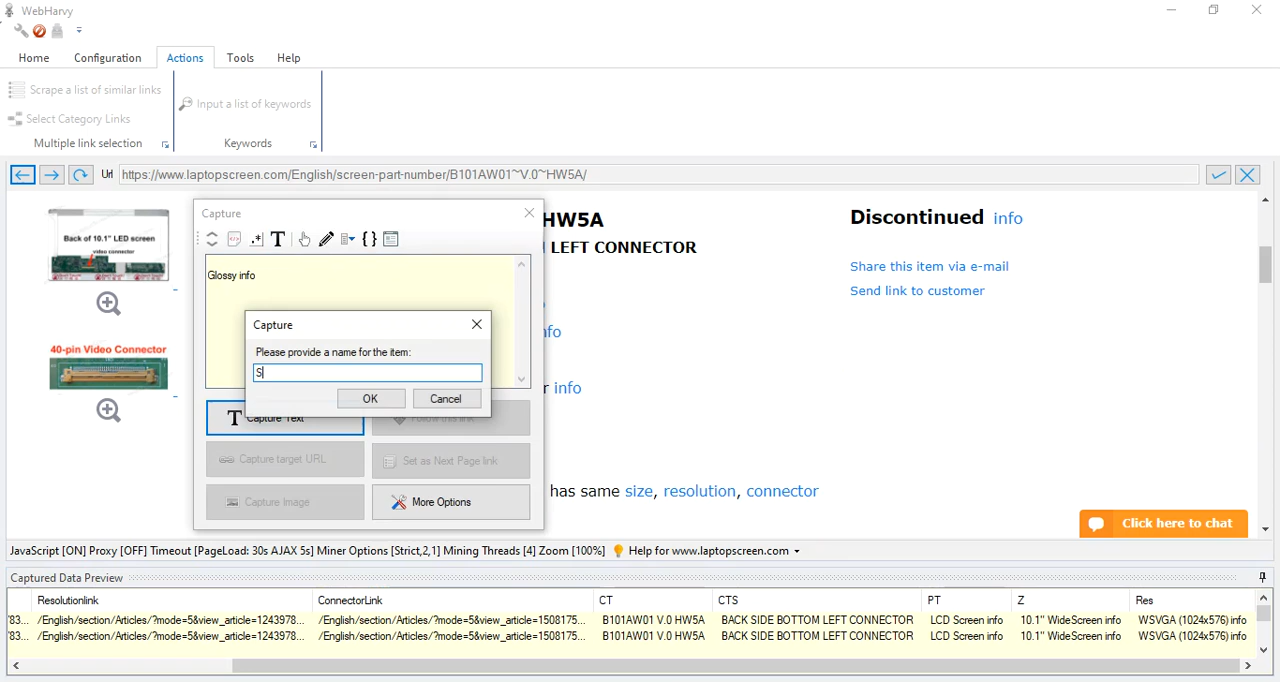 WebHarvy
Home Configuration Actions Tools Help
Scrape a list of similar links
Select Category Links
Input a list of keywords
Multiple link selection
Keywords
Url https://www.laptopscreen.com/English/screen-part-number/B101AW01~V.0~HW5A/
Back of 10.1" LED screen
video connector
40-pin Video Connector
HW5A
LEFT CONNECTOR
Discontinued info
Share this item via e-mail
Send link to customer
info
info
has same size, resolution, connector
Click here to chat
Capture
Glossy info
Capture
Please provide a name for the item:
S
OK Cancel
T Capture Text
Follow this link
Capture target URL
Set as Next Page link
Capture Image
More Options
JavaScript [ON] Proxy [OFF] Timeout [PageLoad: 30s AJAX 5s] Miner Options [Strict,2,1] Mining Threads [4] Zoom [100%] Help for www.laptopscreen.com
Captured Data Preview
Resolutionlink ConnectorLink CT CTS PT Z Res
'83... /English/section/Articles/?mode=5&view_article=1243978... /English/section/Articles/?mode=5&view_article=1508175... B101AW01 V.0 HW5A BACK SIDE BOTTOM LEFT CONNECTOR LCD Screen info 10.1" WideScreen info WSVGA (1024x576) info
'83... /English/section/Articles/?mode=5&view_article=1243978... /English/section/Articles/?mode=5&view_article=1508175... B101AW01 V.0 HW5A BACK SIDE BOTTOM LEFT CONNECTOR LCD Screen info 10.1" WideScreen info WSVGA (1024x576) info